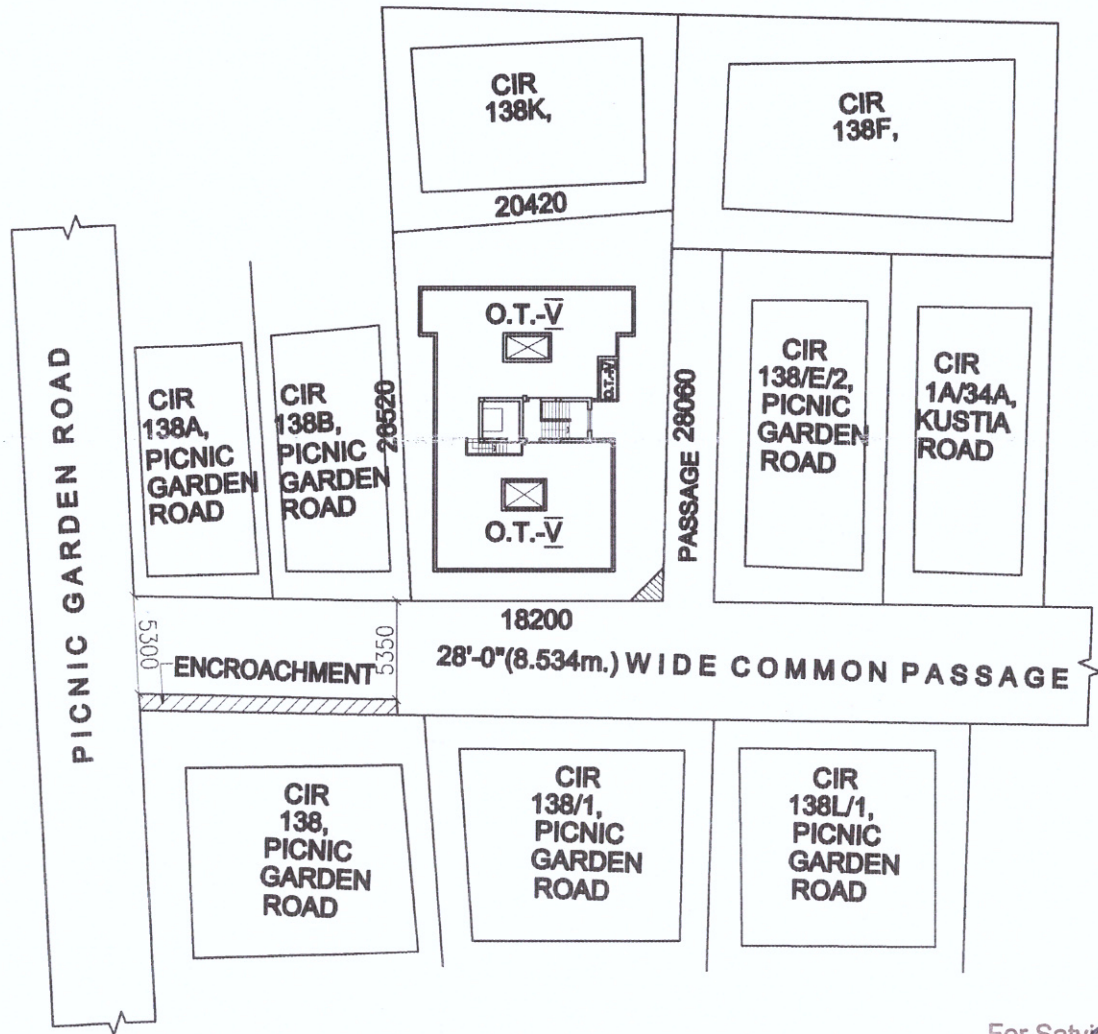 CIR
138K,
CIR
138F,
20420
PICNIC GARDEN ROAD
O.T.-V
O.T.-V
CIR
138A,
PICNIC
GARDEN
ROAD
CIR
138B,
PICNIC
GARDEN
ROAD
PASSAGE 28060
CIR
138/E/2,
PICNIC
GARDEN
ROAD
CIR
1A/34A,
KUSTIA
ROAD
O.T.-V
5300
ENCROACHMENT
5350
18200
28'-0"(8.534m.) WIDE COMMON PASSAGE
CIR
138,
PICNIC
GARDEN
ROAD
CIR
138/1,
PICNIC
GARDEN
ROAD
CIR
138L/1,
PICNIC
GARDEN
ROAD
For Satvi